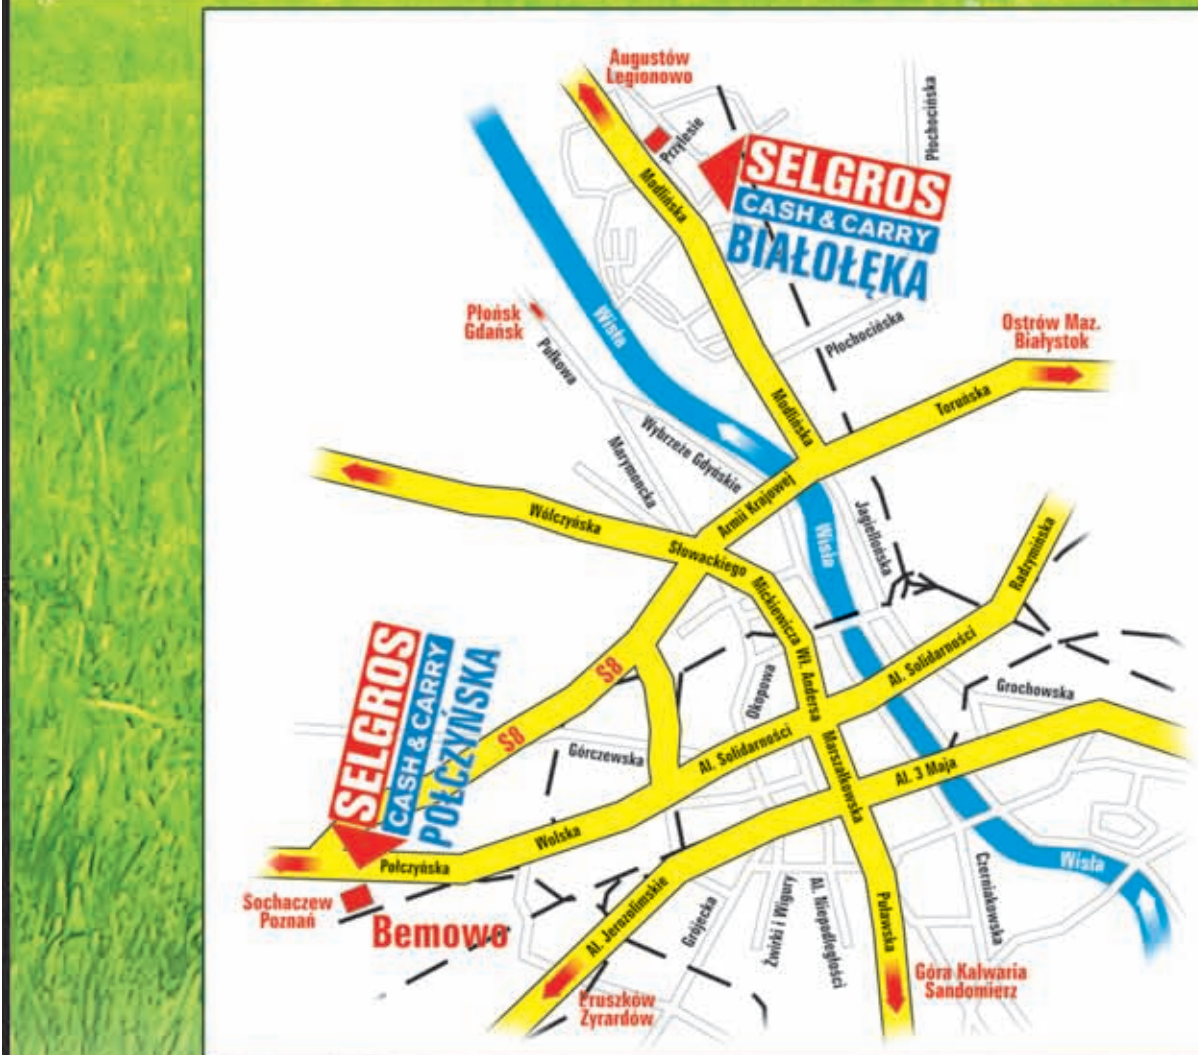 Augustów
Legionowo
Płochocińska
Przylesie
SELGROS
CASH & CARRY
BIAŁOŁĘKA
Modlińska
Płońsk
Gdańsk
Wisła
Pułkowa
Płochocińska
Ostrów Maz.
Białystok
Toruńska
Modlińska
Wybrzeże Gdyńskie
Marymoncka
Armii Krajowej
Wólczyńska
Słowackiego
Wisła
Jagiellońska
Radzymińska
Mickiewicza
Wł. Andersa
Al. Solidarności
Grochowska
Okopowa
S8
S8
SELGROS
CASH & CARRY
POŁCZYŃSKA
Górczewska
Al. Solidarności
Marszałkowska
Al. 3 Maja
Wolska
Połczyńska
Wisła
Sochaczew
Poznań
Bemowo
Al. Jerozolimskie
Grójecka
Żwirki i Wigury
Al. Niepodległości
Puławska
Czerniakowska
Góra Kalwaria
Sandomierz
Pruszków
Żyrardów